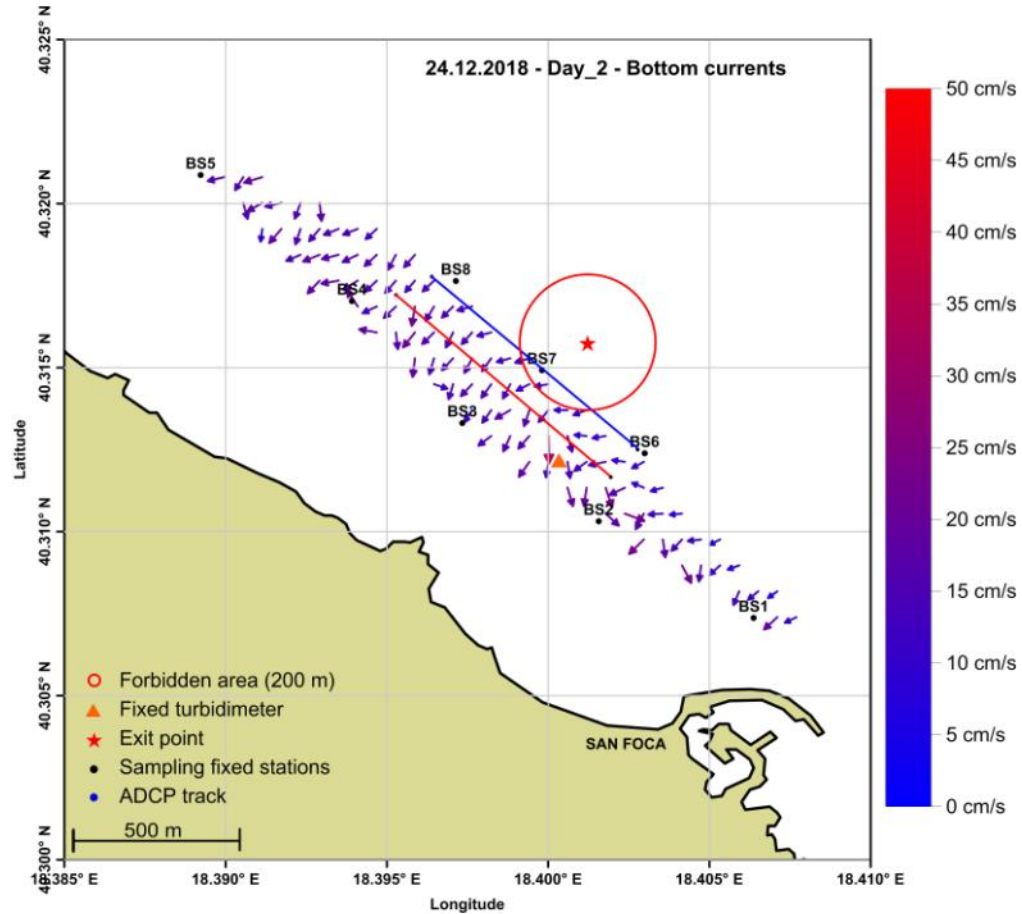 24.12.2018 - Day_2 - Bottom currents
40.325° N
40.320° N
40.315° N
40.310° N
40.305° N
40.300° N
Latitude
BS5
BS8
BS4
BS7
BS3
BS6
BS2
BS1
SAN FOCA
Forbidden area (200 m)
Fixed turbidimeter
Exit point
Sampling fixed stations
ADCP track
500 m
18.385° E
18.390° E
18.395° E
18.400° E
18.405° E
18.410° E
Longitude
50 cm/s
45 cm/s
40 cm/s
35 cm/s
30 cm/s
25 cm/s
20 cm/s
15 cm/s
10 cm/s
5 cm/s
0 cm/s